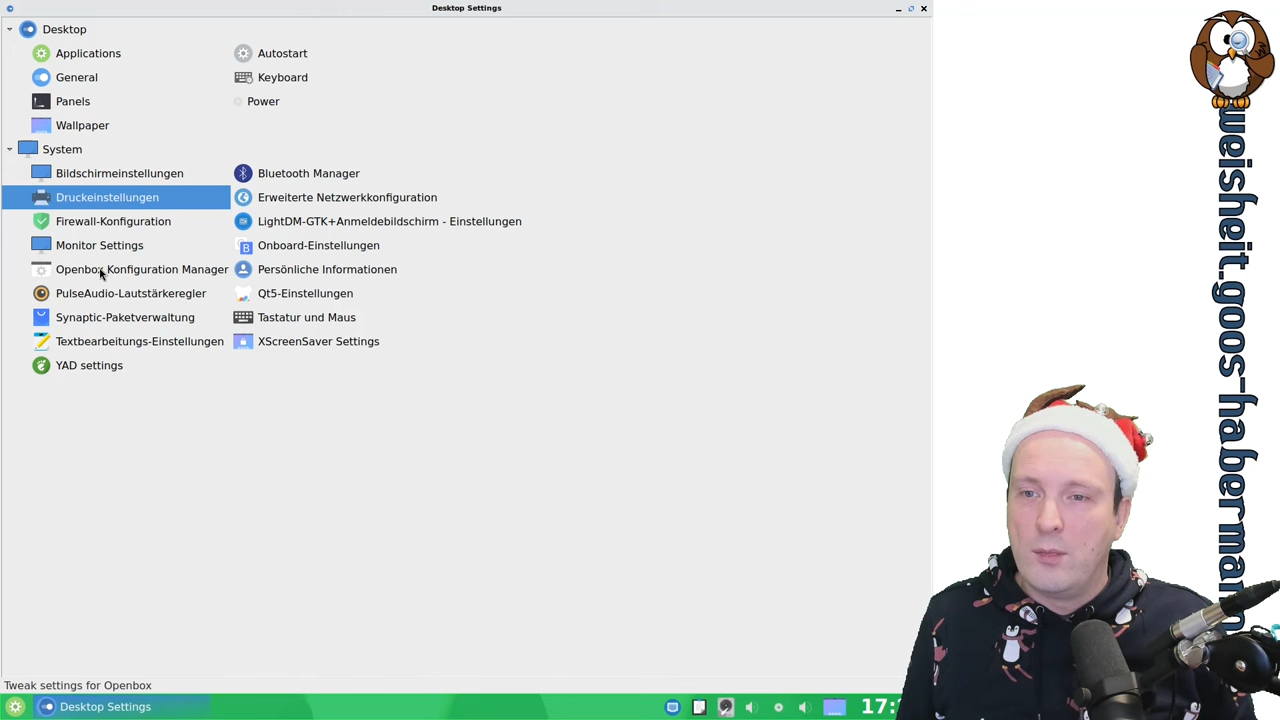 Desktop Settings
Desktop
Applications
Autostart
General
Keyboard
Panels
Power
Wallpaper
System
Bildschirmeinstellungen
Bluetooth Manager
Druckeinstellungen
Erweiterte Netzwerkkonfiguration
Firewall-Konfiguration
LightDM-GTK+Anmeldebildschirm - Einstellungen
Monitor Settings
Onboard-Einstellungen
Openbox Konfiguration Manager
Persönliche Informationen
PulseAudio-Lautstärkeregler
Qt5-Einstellungen
Synaptic-Paketverwaltung
Tastatur und Maus
Textbearbeitungs-Einstellungen
XScreenSaver Settings
YAD settings
Tweak settings for Openbox
Desktop Settings
17:
weisheit.goos-habermann